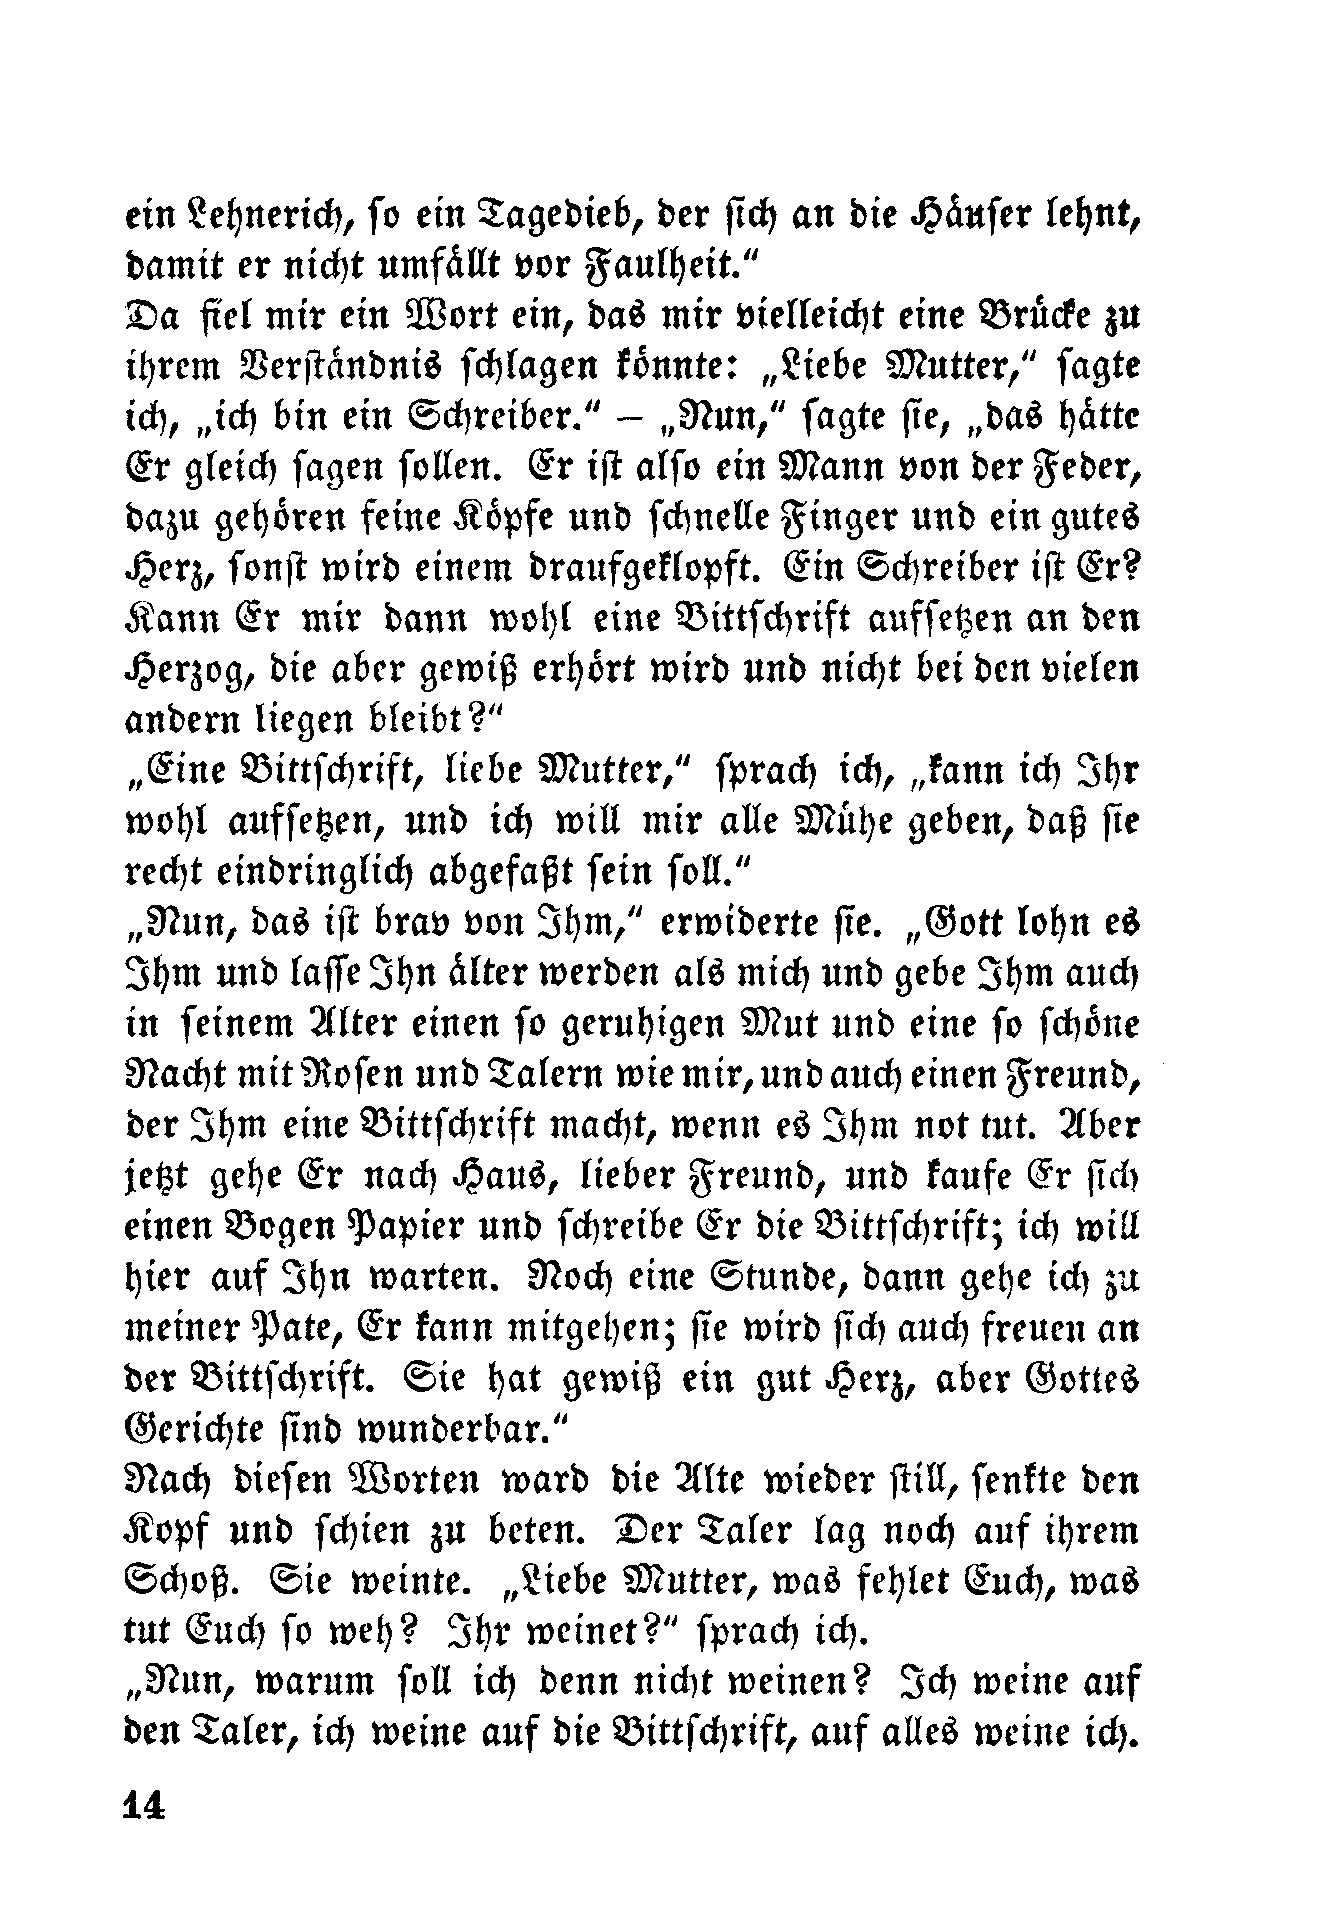 ein Lehnerich, ſo ein Tagedieb, der ſich an die Häuſer lehnt,
damit er nicht umfällt vor Faulheit.“
Da fiel mir ein Wort ein, das mir vielleicht eine Brücke zu
ihrem Verſtändnis ſchlagen könnte: „Liebe Mutter,“ ſagte
ich, „ich bin ein Schreiber.“ — „Nun,“ ſagte ſie, „das hätte
Er gleich ſagen ſollen. Er iſt alſo ein Mann von der Feder,
dazu gehören feine Köpfe und ſchnelle Finger und ein gutes
Herz, ſonſt wird einem draufgeklopft. Ein Schreiber iſt Er?
Kann Er mir dann wohl eine Bittſchrift aufſetzen an den
Herzog, die aber gewiß erhört wird und nicht bei den vielen
andern liegen bleibt?“
„Eine Bittſchrift, liebe Mutter,“ ſprach ich, „kann ich Ihr
wohl aufſetzen, und ich will mir alle Mühe geben, daß ſie
recht eindringlich abgefaßt ſein ſoll.“
„Nun, das iſt brav von Ihm,“ erwiderte ſie. „Gott lohn es
Ihm und laſſe Ihn älter werden als mich und gebe Ihm auch
in ſeinem Alter einen ſo geruhigen Mut und eine ſo ſchöne
Nacht mit Roſen und Talern wie mir, und auch einen Freund,
der Ihm eine Bittſchrift macht, wenn es Ihm not tut. Aber
jetzt gehe Er nach Haus, lieber Freund, und kaufe Er ſich
einen Bogen Papier und ſchreibe Er die Bittſchrift; ich will
hier auf Ihn warten. Noch eine Stunde, dann gehe ich zu
meiner Pate, Er kann mitgehen; ſie wird ſich auch freuen an
der Bittſchrift. Sie hat gewiß ein gut Herz, aber Gottes
Gerichte ſind wunderbar.“
Nach dieſen Worten ward die Alte wieder ſtill, ſenkte den
Kopf und ſchien zu beten. Der Taler lag noch auf ihrem
Schoß. Sie weinte. „Liebe Mutter, was fehlet Euch, was
tut Euch ſo weh? Ihr weinet?“ ſprach ich.
„Nun, warum ſoll ich denn nicht weinen? Ich weine auf
den Taler, ich weine auf die Bittſchrift, auf alles weine ich.
14